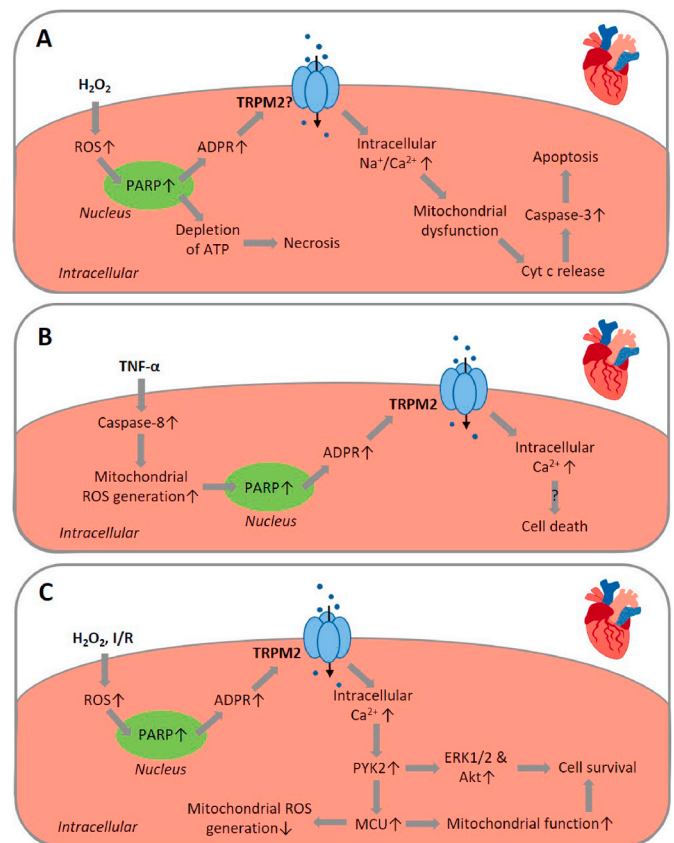 A
H₂O₂
TRPM2?
ROS↑
ADPR↑
Intracellular
Na⁺/Ca²⁺ ↑
Apoptosis
PARP↑
Nucleus
Mitochondrial
dysfunction
Caspase-3↑
Depletion
of ATP
Necrosis
Intracellular
Cyt c release
B
TNF-α
TRPM2
Caspase-8↑
ADPR↑
Intracellular
Ca²⁺ ↑
Mitochondrial
ROS generation↑
PARP↑
?
Nucleus
Intracellular
Cell death
C
H₂O₂, I/R
TRPM2
ROS↑
ADPR↑
Intracellular
Ca²⁺ ↑
PARP↑
Nucleus
PYK2↑
ERK1/2 &
Akt↑
Cell survival
Mitochondrial ROS
generation↓
MCU↑
Mitochondrial function↑
Intracellular